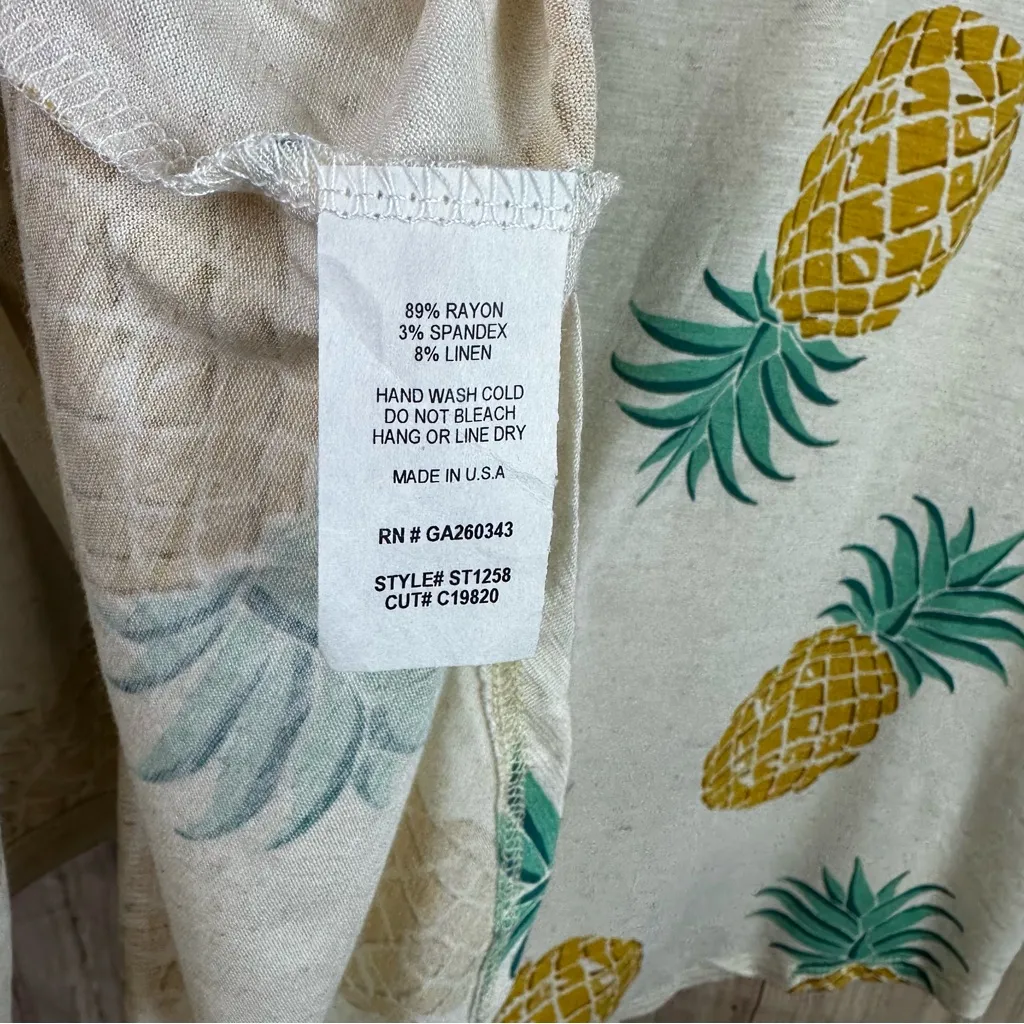 89% RAYON
3% SPANDEX
8% LINEN
HAND WASH COLD
DO NOT BLEACH
HANG OR LINE DRY
MADE IN U.S.A
RN # GA260343
STYLE# ST1258
CUT# C19820